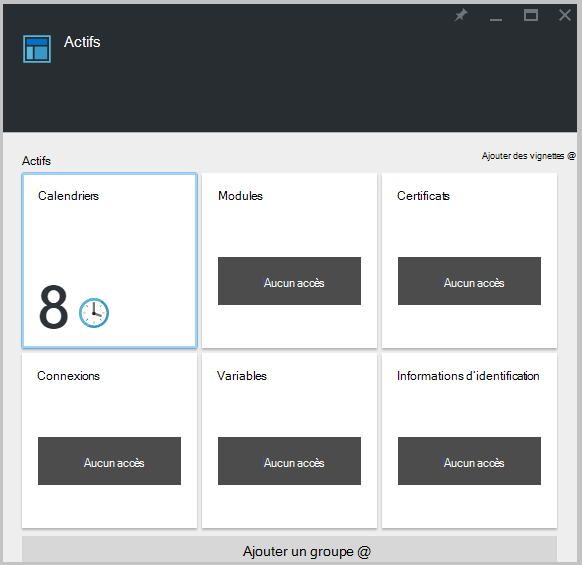 Actifs
Ajouter des vignettes @
Actifs
Calendriers
Modules
Certificats
8
Aucun accès
Aucun accès
Connexions
Variables
Informations d'identification
Aucun accès
Aucun accès
Aucun accès
Ajouter un groupe @